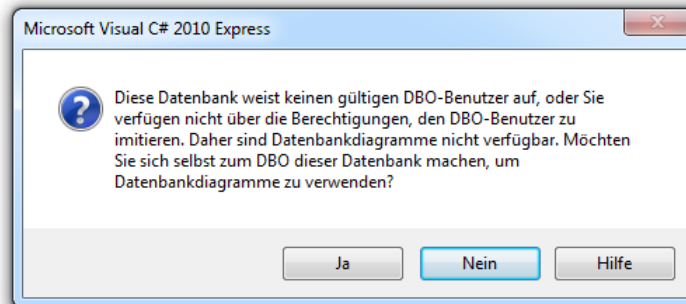 Microsoft Visual C# 2010 Express
Diese Datenbank weist keinen gültigen DBO-Benutzer auf, oder Sie
verfügen nicht über die Berechtigungen, den DBO-Benutzer zu
imitieren. Daher sind Datenbankdiagramme nicht verfügbar. Möchten
Sie sich selbst zum DBO dieser Datenbank machen, um
Datenbankdiagramme zu verwenden?
Ja Nein Hilfe